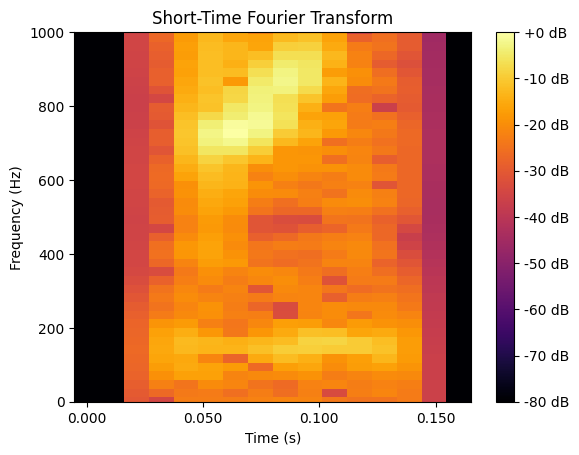 Short-Time Fourier Transform
1000
800
600
400
200
0
Frequency (Hz)
0.000
0.050
0.100
0.150
Time (s)
+0 dB
-10 dB
-20 dB
-30 dB
-40 dB
-50 dB
-60 dB
-70 dB
-80 dB